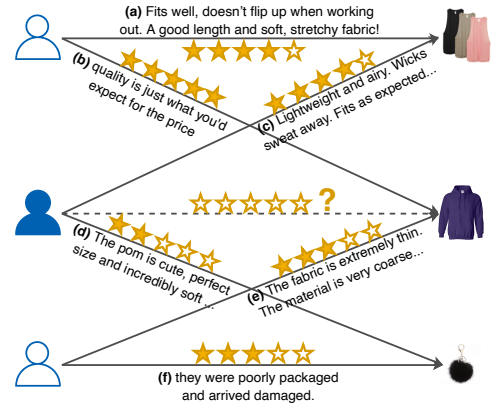 (a) Fits well, doesn't flip up when working
out. A good length and soft, stretchy fabric!
(b) quality is just what you'd
expect for the price
(c) Lightweight and airy. Wicks
sweat away. Fits as expected...
?
(d) The pom is cute, perfect
size and incredibly soft ...
(e) The fabric is extremely thin.
The material is very coarse...
(f) they were poorly packaged
and arrived damaged.